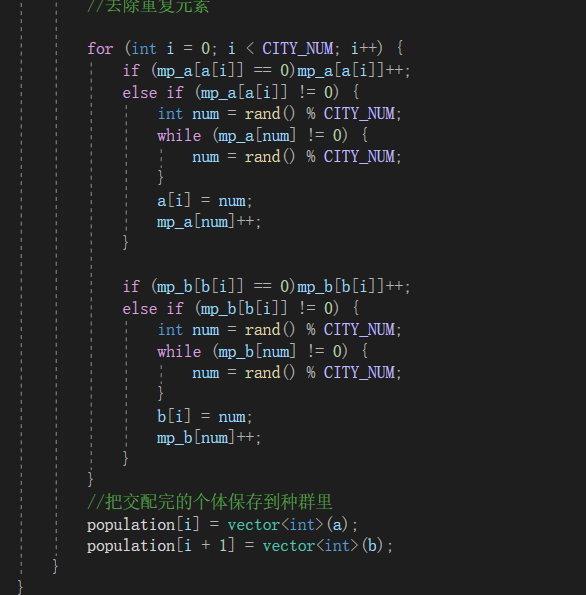 //去除重复元素
for (int i = 0; i < CITY_NUM; i++) {
if (mp_a[a[i]] == 0)mp_a[a[i]]++;
else if (mp_a[a[i]] != 0) {
int num = rand() % CITY_NUM;
while (mp_a[num] != 0) {
num = rand() % CITY_NUM;
}
a[i] = num;
mp_a[num]++;
}
if (mp_b[b[i]] == 0)mp_b[b[i]]++;
else if (mp_b[b[i]] != 0) {
int num = rand() % CITY_NUM;
while (mp_b[num] != 0) {
num = rand() % CITY_NUM;
}
b[i] = num;
mp_b[num]++;
}
}
//把交配完的个体保存到种群里
population[i] = vector<int>(a);
population[i + 1] = vector<int>(b);
}
}